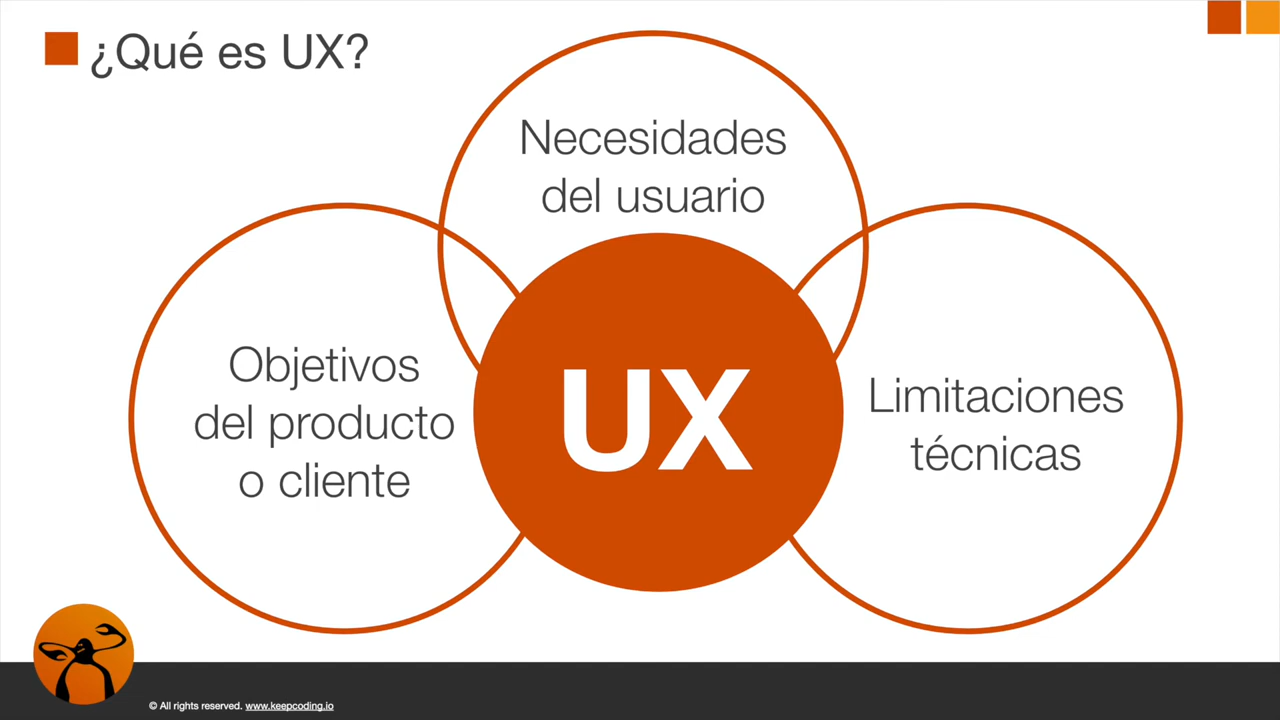 ¿Qué es UX?
Necesidades
del usuario
Objetivos
del producto
o cliente
UX
Limitaciones
técnicas
© All rights reserved. www.keepcoding.io